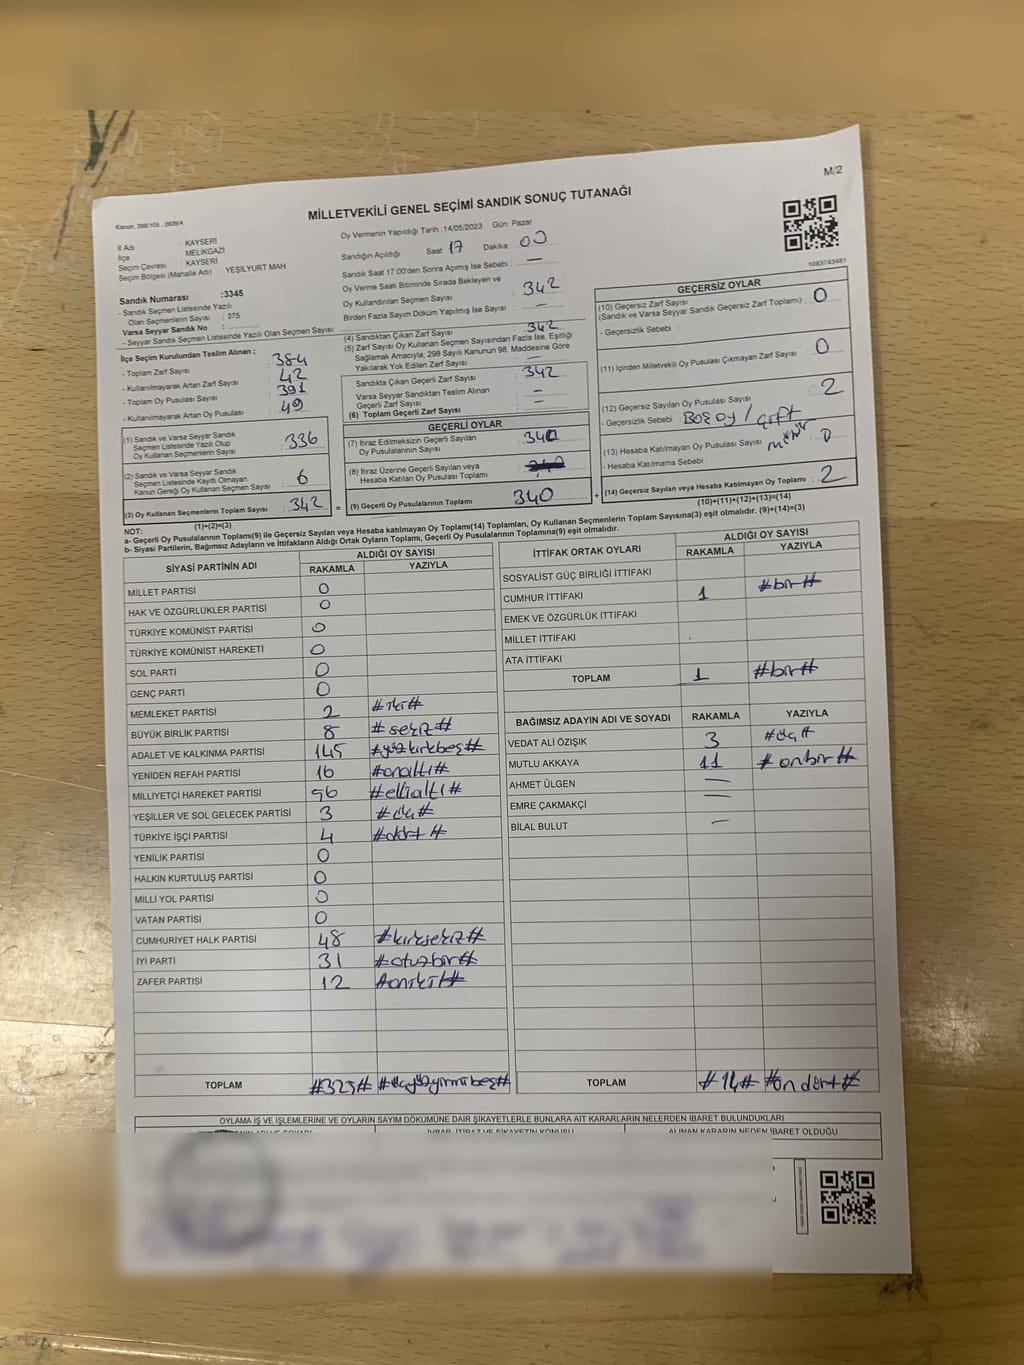 M/2
Kanun, 298/105 , 2839/4
MİLLETVEKİLİ GENEL SEÇİMİ SANDIK SONUÇ TUTANAĞI
İl Adı : KAYSERİ
İlçe : MELİKGAZİ
Seçim Çevresi : KAYSERİ
Seçim Bölgesi (Mahalle Adı) : YEŞİLYURT MAH
Sandık Numarası :3345
- Sandık Seçmen Listesinde Yazılı
Olan Seçmenlerin Sayısı : 375
Varsa Seyyar Sandık No :
- Seyyar Sandık Seçmen Listesinde Yazılı Olan Seçmen Sayısı :
İlçe Seçim Kurulundan Teslim Alınan ;
- Toplam Zarf Sayısı : 384
- Kullanılmayarak Artan Zarf Sayısı : 42
- Toplam Oy Pusulası Sayısı : 391
- Kullanılmayarak Artan Oy Pusulası : 49
(1) Sandık ve Varsa Seyyar Sandık
Seçmen Listesinde Yazılı Olup
Oy Kullanan Seçmenlerin Sayısı : 336
(2) Sandık ve Varsa Seyyar Sandık
Seçmen Listesinde Kayıtlı Olmayan
Kanun Gereği Oy Kullanan Seçmen Sayısı : 6
(3) Oy Kullanan Seçmenlerin Toplam Sayısı : 342
(1)+(2)=(3)
Oy Vermenin Yapıldığı Tarih :14/05/2023 Gün: Pazar
Sandığın Açıldığı Saat 17 Dakika : 00
Sandık Saat 17:00'den Sonra Açımış İse Sebebi : —
Oy Verme Saati Bitiminde Sırada Bekleyen ve
Oy Kullandırılan Seçmen Sayısı : 342
Birden Fazla Sayım Döküm Yapılmış İse Sayısı : —
(4) Sandıktan Çıkan Zarf Sayısı : 342
(5) Zarf Sayısı Oy Kullanan Seçmen Sayısından Fazla İse, Eşitliği
Sağlamak Amacıyla, 298 Sayılı Kanunun 98. Maddesine Göre
Yakılarak Yok Edilen Zarf Sayısı : —
Sandıkta Çıkan Geçerli Zarf Sayısı : 342
Varsa Seyyar Sandıktan Teslim Alınan
Geçerli Zarf Sayısı : —
(6) Toplam Geçerli Zarf Sayısı : —
GEÇERLİ OYLAR
(7) İtiraz Edilmeksizin Geçerli Sayılan
Oy Pusulalarının Sayısı : 340
(8) İtiraz Üzerine Geçerli Sayılan veya
Hesaba Katılan Oy Pusulası Toplamı :
= (9) Geçerli Oy Pusulalarının Toplamı : 340
1083743481
GEÇERSİZ OYLAR
(10) Geçersiz Zarf Sayısı
(Sandık ve Varsa Seyyar Sandık Geçersiz Zarf Toplamı) : 0
- Geçersizlik Sebebi :
(11) İçinden Milletvekili Oy Pusulası Çıkmayan Zarf Sayısı : 0
(12) Geçersiz Sayılan Oy Pusulası Sayısı : 2
- Geçersizlik Sebebi : Boş oy / çift mühür
(13) Hesaba Katılmayan Oy Pusulası Sayısı : 0
- Hesaba Katılmama Sebebi :
+ (14) Geçersiz Sayılan veya Hesaba Katılmayan Oy Toplamı : 2
(10)+(11)+(12)+(13)=(14)
NOT:
a- Geçerli Oy Pusulalarının Toplamı(9) ile Geçersiz Sayılan veya Hesaba katılmayan Oy Toplamı(14) Toplamları, Oy Kullanan Seçmenlerin Toplam Sayısına(3) eşit olmalıdır. (9)+(14)=(3)
b- Siyasi Partilerin, Bağımsız Adayların ve İttifakların Aldığı Ortak Oyların Toplamı, Geçerli Oy Pusulalarının Toplamına(9) eşit olmalıdır.
SİYASİ PARTİNİN ADI ALDIĞI OY SAYISI
RAKAMLA YAZIYLA
MİLLET PARTİSİ 0
HAK VE ÖZGÜRLÜKLER PARTİSİ 0
TÜRKİYE KOMÜNİST PARTİSİ 0
TÜRKİYE KOMÜNİST HAREKETİ 0
SOL PARTİ 0
GENÇ PARTİ 0
MEMLEKET PARTİSİ 2 #iki#
BÜYÜK BİRLİK PARTİSİ 8 #sekiz#
ADALET VE KALKINMA PARTİSİ 145 #yüzkırkbeş#
YENİDEN REFAH PARTİSİ 16 #onaltı#
MİLLİYETÇİ HAREKET PARTİSİ 56 #ellialtı#
YEŞİLLER VE SOL GELECEK PARTİSİ 3 #üç#
TÜRKİYE İŞÇİ PARTİSİ 4 #dört#
YENİLİK PARTİSİ 0
HALKIN KURTULUŞ PARTİSİ 0
MİLLİ YOL PARTİSİ 0
VATAN PARTİSİ 0
CUMHURİYET HALK PARTİSİ 48 #kırksekiz#
İYİ PARTİ 31 #otuzbir#
ZAFER PARTİSİ 12 #oniki#
TOPLAM #325# #üçyüzyirmibeş#
İTTİFAK ORTAK OYLARI ALDIĞI OY SAYISI
RAKAMLA YAZIYLA
SOSYALİST GÜÇ BİRLİĞİ İTTİFAKI
CUMHUR İTTİFAKI 1 #bir#
EMEK VE ÖZGÜRLÜK İTTİFAKI
MİLLET İTTİFAKI
ATA İTTİFAKI
TOPLAM 1 #bir#
BAĞIMSIZ ADAYIN ADI VE SOYADI RAKAMLA YAZIYLA
VEDAT ALİ ÖZIŞIK 3 #üç#
MUTLU AKKAYA 11 #onbir#
AHMET ÜLGEN —
EMRE ÇAKMAKÇİ —
BİLAL BULUT —
TOPLAM #14# #on dört#
OYLAMA İŞ VE İŞLEMLERİNE VE OYLARIN SAYIM DÖKÜMÜNE DAİR ŞİKAYETLERLE BUNLARA AİT KARARLARIN NELERDEN İBARET BULUNDUKLARI
İHBAR, İTİRAZ VE ŞİKAYETİN KONUSU ALINAN KARARIN NEDEN İBARET OLDUĞU